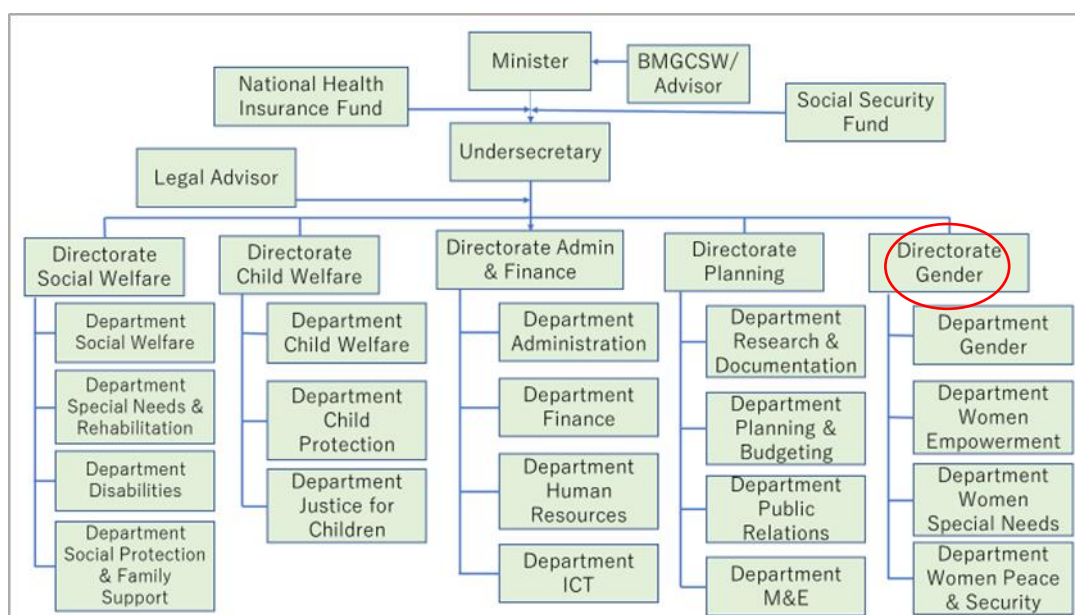 Minister
BMGCSW/
Advisor
National Health
Insurance Fund
Social Security
Fund
Undersecretary
Legal Advisor
Directorate
Social Welfare
Directorate
Child Welfare
Directorate Admin
& Finance
Directorate
Planning
Directorate
Gender
Department
Social Welfare
Department
Special Needs &
Rehabilitation
Department
Disabilities
Department
Social Protection
& Family
Support
Department
Child Welfare
Department
Child
Protection
Department
Justice for
Children
Department
Administration
Department
Finance
Department
Human
Resources
Department
ICT
Department
Research &
Documentation
Department
Planning &
Budgeting
Department
Public
Relations
Department
M&E
Department
Gender
Department
Women
Empowerment
Department
Women
Special Needs
Department
Women Peace
& Security